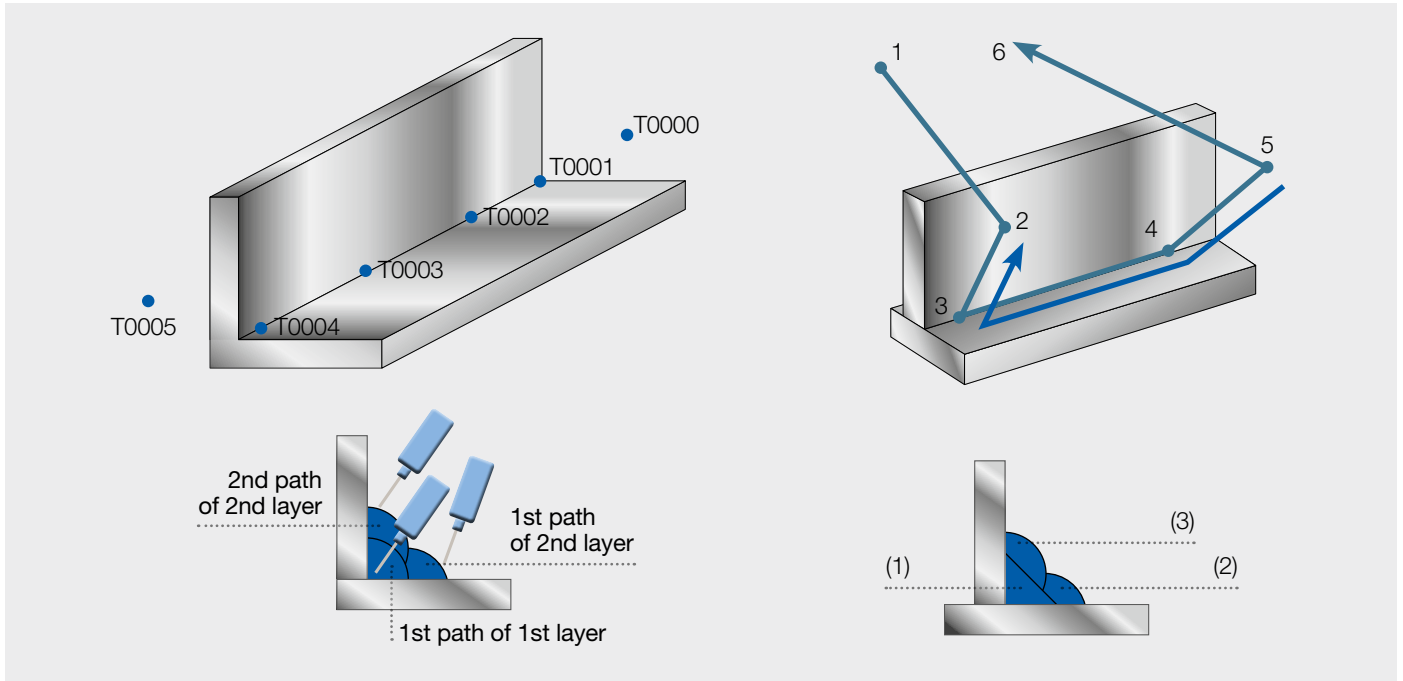 T0000
T0001
T0002
T0003
T0004
T0005
1
2
3
4
5
6
2nd path
of 2nd layer
1st path
of 2nd layer
1st path of 1st layer
(1)
(2)
(3)